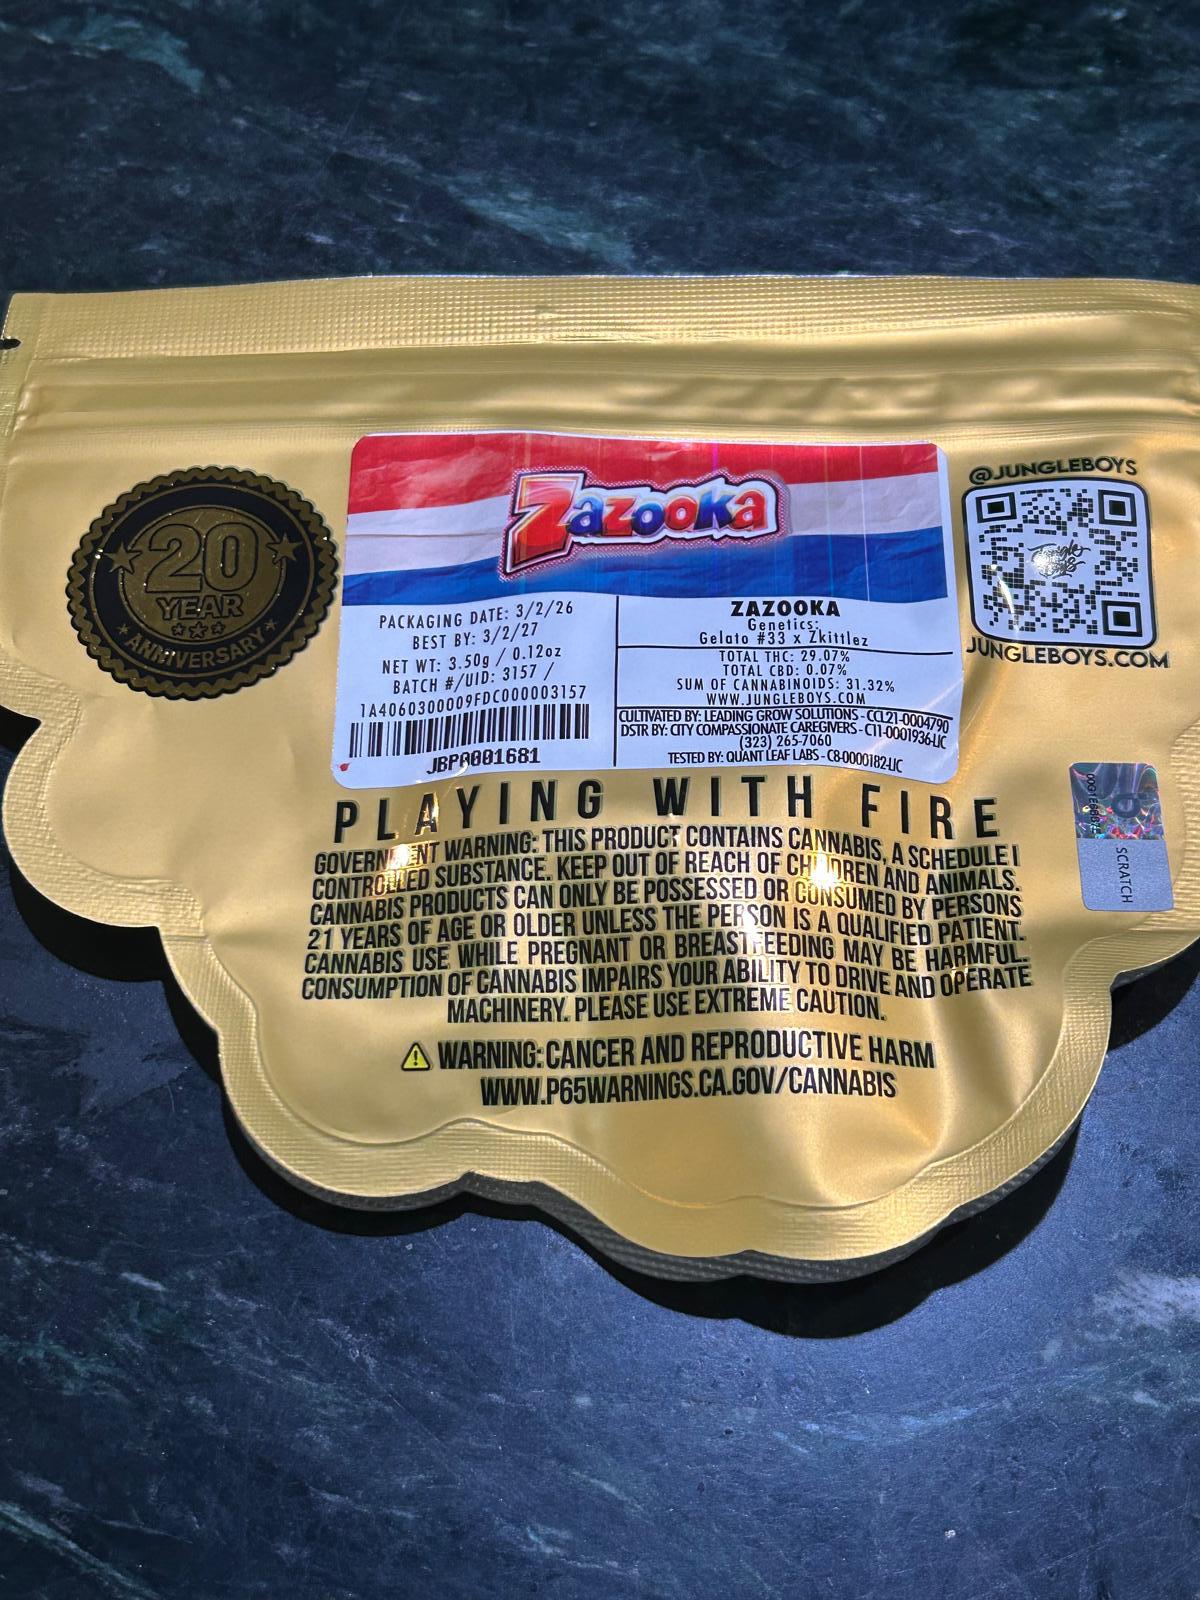 @JUNGLEBOYS
Jungle
Boys
JUNGLEBOYS.COM
20
YEAR
ANNIVERSARY
Zazooka
PACKAGING DATE: 3/2/26
BEST BY: 3/2/27
NET WT: 3.50g / 0.12oz
BATCH #/UID: 3157 /
1A4060300009FDC000003157
JBP0001681
ZAZOOKA
Genetics:
Gelato #33 x Zkittlez
TOTAL THC: 29.07%
TOTAL CBD: 0.07%
SUM OF CANNABINOIDS: 31.32%
WWW.JUNGLEBOYS.COM
CULTIVATED BY: LEADING GROW SOLUTIONS - CCL21-0004790
DSTR BY: CITY COMPASSIONATE CAREGIVERS - C11-0001936-LIC
(323) 265-7060
TESTED BY: QUANT LEAF LABS - C8-0000182-LIC
PLAYING WITH FIRE
GOVERNMENT WARNING: THIS PRODUCT CONTAINS CANNABIS, A SCHEDULE I
CONTROLLED SUBSTANCE. KEEP OUT OF REACH OF CHILDREN AND ANIMALS.
CANNABIS PRODUCTS CAN ONLY BE POSSESSED OR CONSUMED BY PERSONS
21 YEARS OF AGE OR OLDER UNLESS THE PERSON IS A QUALIFIED PATIENT.
CANNABIS USE WHILE PREGNANT OR BREASTFEEDING MAY BE HARMFUL.
CONSUMPTION OF CANNABIS IMPAIRS YOUR ABILITY TO DRIVE AND OPERATE
MACHINERY. PLEASE USE EXTREME CAUTION.
WARNING: CANCER AND REPRODUCTIVE HARM
WWW.P65WARNINGS.CA.GOV/CANNABIS
SCRATCH